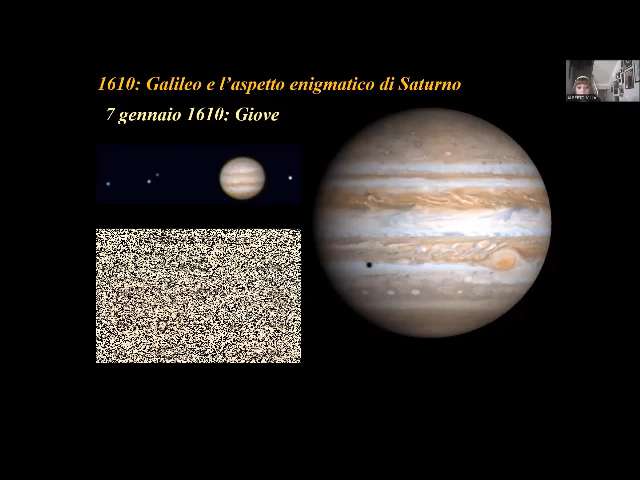 1610: Galileo e l'aspetto enigmatico di Saturno
7 gennaio 1610: Giove